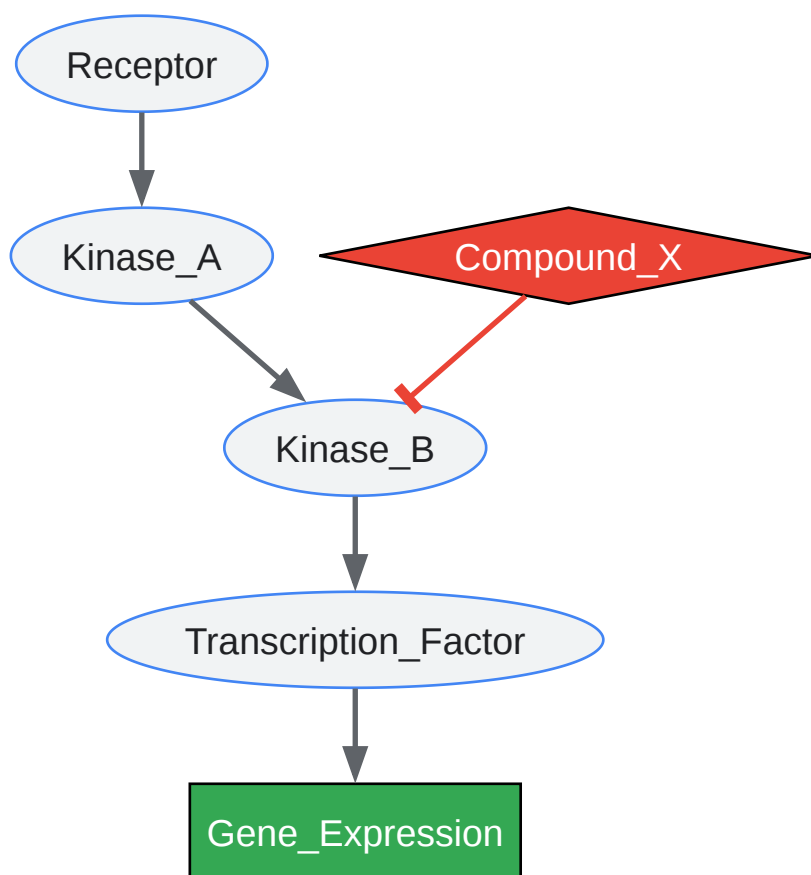 Receptor
Kinase_A
Compound_X
Kinase_B
Transcription_Factor
Gene_Expression